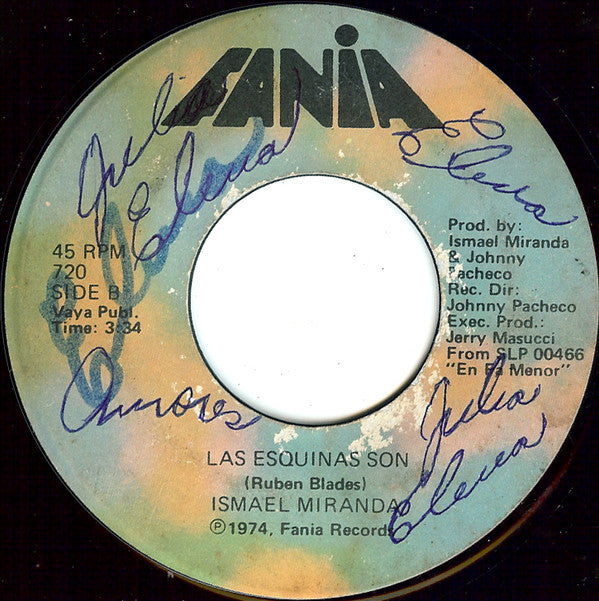 FANIA
Julia
Elena
Elena
45 RPM
720
SIDE B
Vaya Publ.
Time: 3:34
Prod. by:
Ismael Miranda
& Johnny
Pacheco
Rec. Dir:
Johnny Pacheco
Exec. Prod.:
Jerry Masucci
From SLP 00466
"En Fa Menor"
Amores
Julia
Elena
LAS ESQUINAS SON
(Ruben Blades)
ISMAEL MIRANDA
Ⓟ 1974, Fania Records